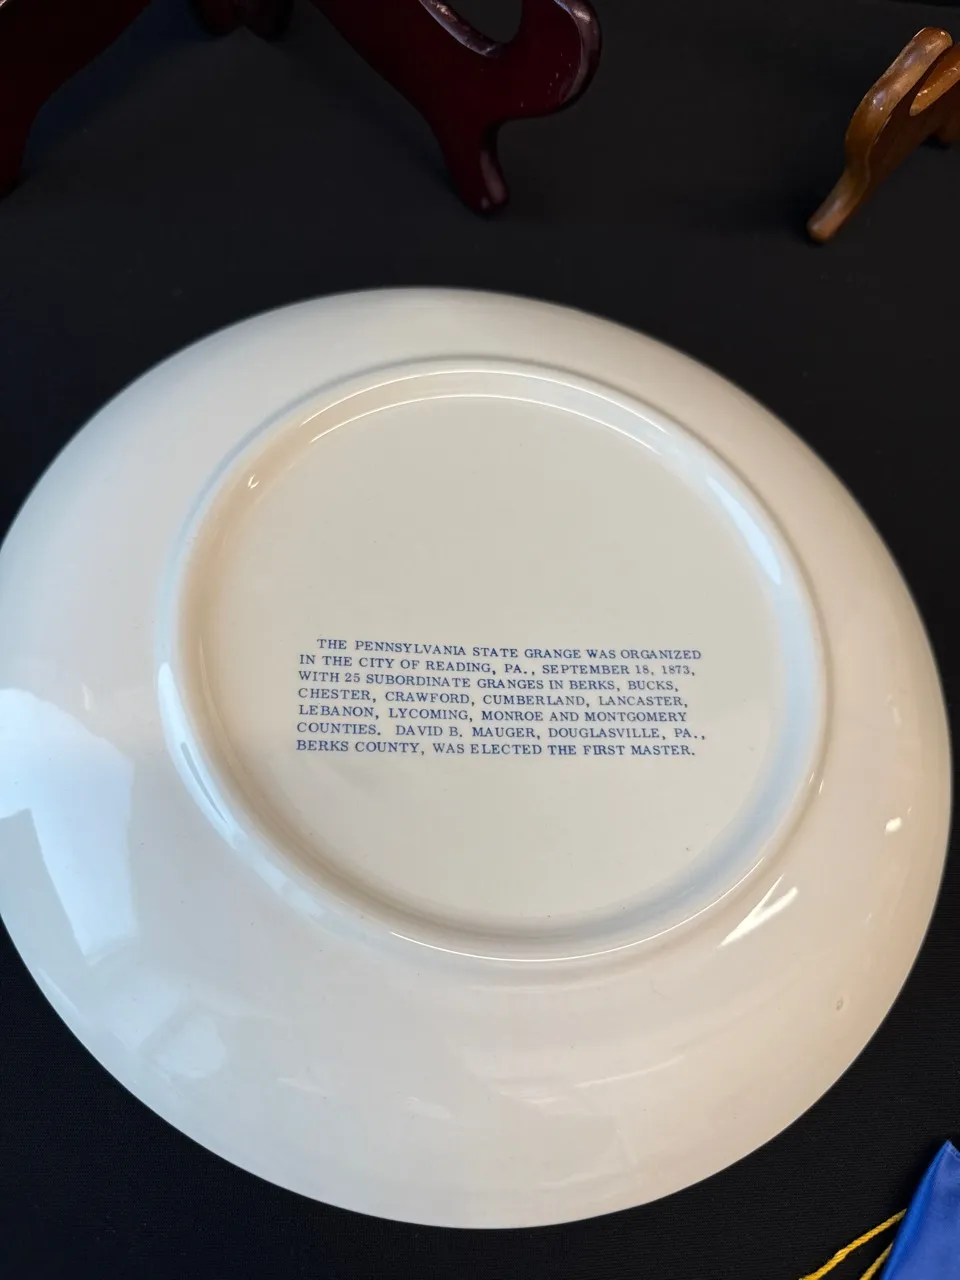 THE PENNSYLVANIA STATE GRANGE WAS ORGANIZED
IN THE CITY OF READING, PA., SEPTEMBER 18, 1873,
WITH 25 SUBORDINATE GRANGES IN BERKS, BUCKS,
CHESTER, CRAWFORD, CUMBERLAND, LANCASTER,
LEBANON, LYCOMING, MONROE AND MONTGOMERY
COUNTIES. DAVID B. MAUGER, DOUGLASVILLE, PA.,
BERKS COUNTY, WAS ELECTED THE FIRST MASTER.